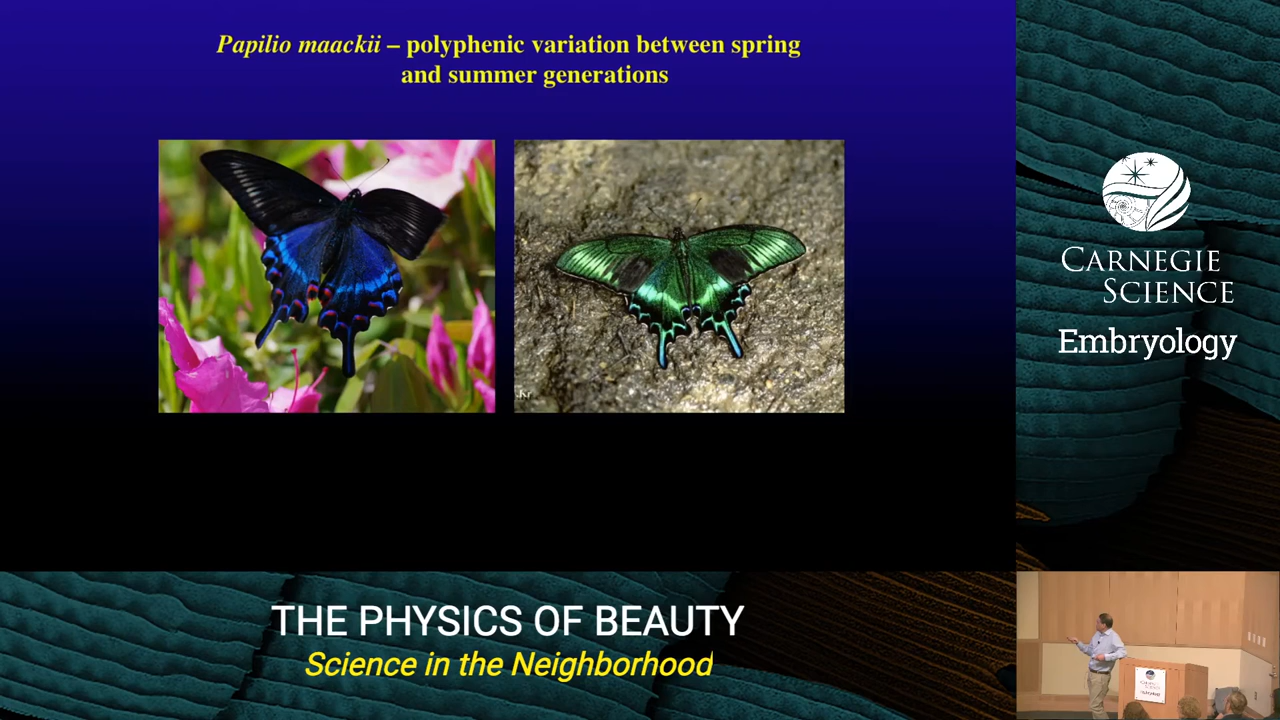 Papilio maackii – polyphenic variation between spring
and summer generations
CARNEGIE
SCIENCE
Embryology
THE PHYSICS OF BEAUTY
Science in the Neighborhood